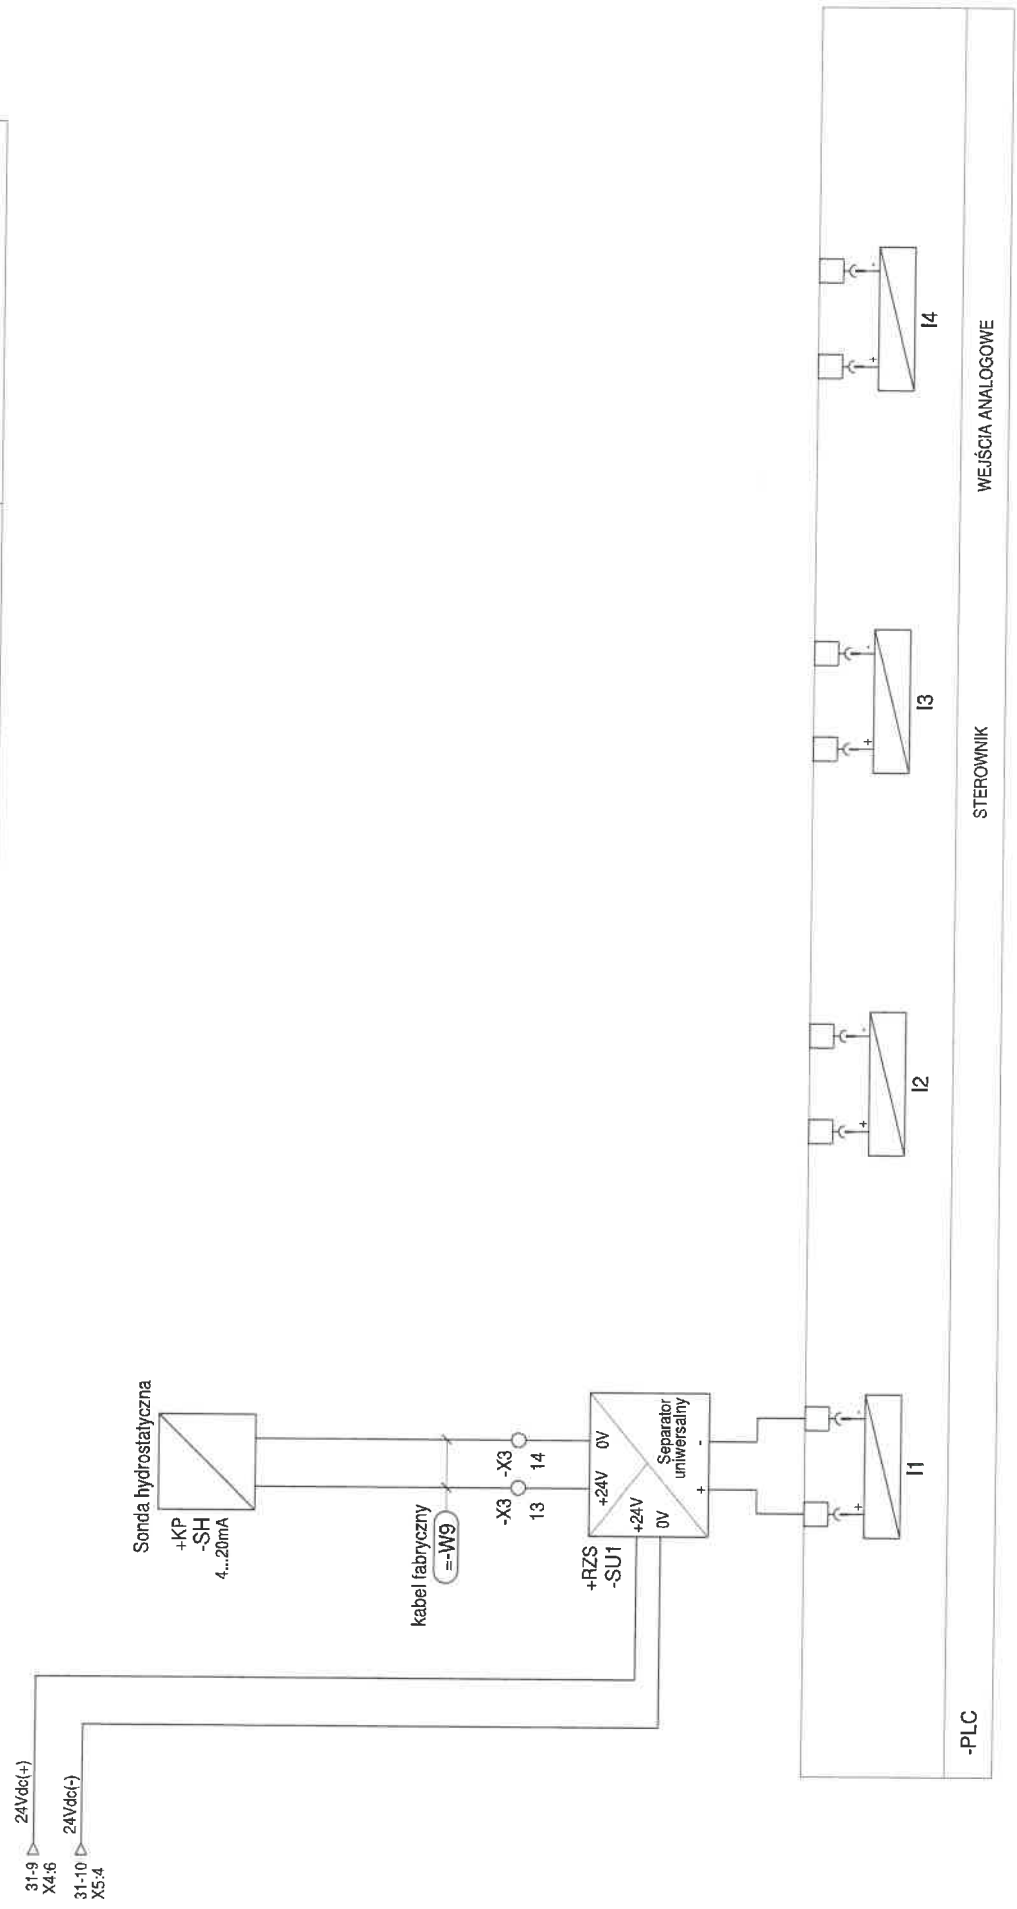 31-9
X4:6
24Vdc(+)
31-10
X5:4
24Vdc(-)
Sonda hydrostatyczna
+KP
-SH
4...20mA
kabel fabryczny
=-W9
-X3
13
-X3
14
+RZS
-SU1
+24V
0V
+24V
0V
Separator
uniwersalny
+
-
+
-
I1
+
-
I2
+
-
I3
+
-
I4
-PLC
STEROWNIK
WEJŚCIA ANALOGOWE